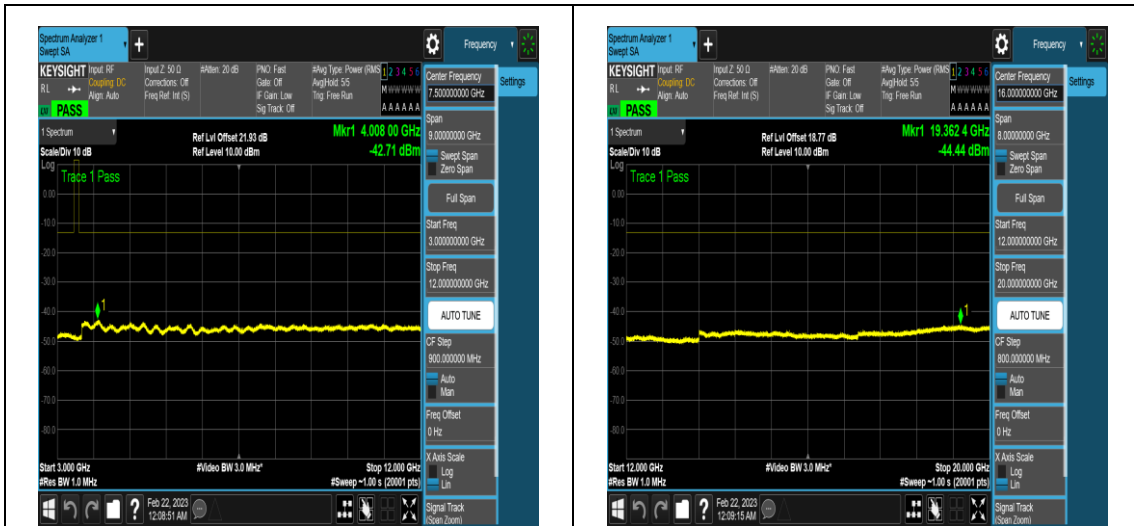 Spectrum Analyzer 1
Swept SA
+
Frequency
KEYSIGHT
Input: RF
Input Z: 50 Ω
#Atten: 20 dB
PNO: Fast
#Avg Type: Power (RMS
1 2 3 4 5 6
Coupling: DC
Corrections: Off
Gate: Off
Avg|Hold: 5/5
M W W W W W
RL
Align: Auto
Freq Ref: Int (S)
IF Gain: Low
Trig: Free Run
Sig Track: Off
A A A A A A
PASS
Center Frequency
7.500000000 GHz
Settings
1 Spectrum
Ref Lvl Offset 21.93 dB
Mkr1 4.008 00 GHz
Scale/Div 10 dB
Ref Level 10.00 dBm
-42.71 dBm
Log
Trace 1 Pass
0.00
-10.0
-20.0
-30.0
-40.0
-50.0
-60.0
-70.0
-80.0
1
Start 3.000 GHz
#Video BW 3.0 MHz*
Stop 12.000 GHz
#Res BW 1.0 MHz
#Sweep ~1.00 s (20001 pts)
Span
9.00000000 GHz
Swept Span
Zero Span
Full Span
Start Freq
3.000000000 GHz
Stop Freq
12.000000000 GHz
AUTO TUNE
CF Step
900.000000 MHz
Auto
Man
Freq Offset
0 Hz
X Axis Scale
Log
Lin
Signal Track
(Span Zoom)
?
Feb 22, 2023
12:08:51 AM
Spectrum Analyzer 1
Swept SA
+
Frequency
KEYSIGHT
Input: RF
Input Z: 50 Ω
#Atten: 20 dB
PNO: Fast
#Avg Type: Power (RMS
1 2 3 4 5 6
Coupling: DC
Corrections: Off
Gate: Off
Avg|Hold: 5/5
M W W W W W
RL
Align: Auto
Freq Ref: Int (S)
IF Gain: Low
Trig: Free Run
Sig Track: Off
A A A A A A
PASS
Center Frequency
16.000000000 GHz
Settings
1 Spectrum
Ref Lvl Offset 18.77 dB
Mkr1 19.362 4 GHz
Scale/Div 10 dB
Ref Level 10.00 dBm
-44.44 dBm
Log
Trace 1 Pass
0.00
-10.0
-20.0
-30.0
-40.0
-50.0
-60.0
-70.0
-80.0
1
Start 12.000 GHz
#Video BW 3.0 MHz*
Stop 20.000 GHz
#Res BW 1.0 MHz
#Sweep ~1.00 s (20001 pts)
Span
8.00000000 GHz
Swept Span
Zero Span
Full Span
Start Freq
12.000000000 GHz
Stop Freq
20.000000000 GHz
AUTO TUNE
CF Step
800.000000 MHz
Auto
Man
Freq Offset
0 Hz
X Axis Scale
Log
Lin
Signal Track
(Span Zoom)
?
Feb 22, 2023
12:09:15 AM